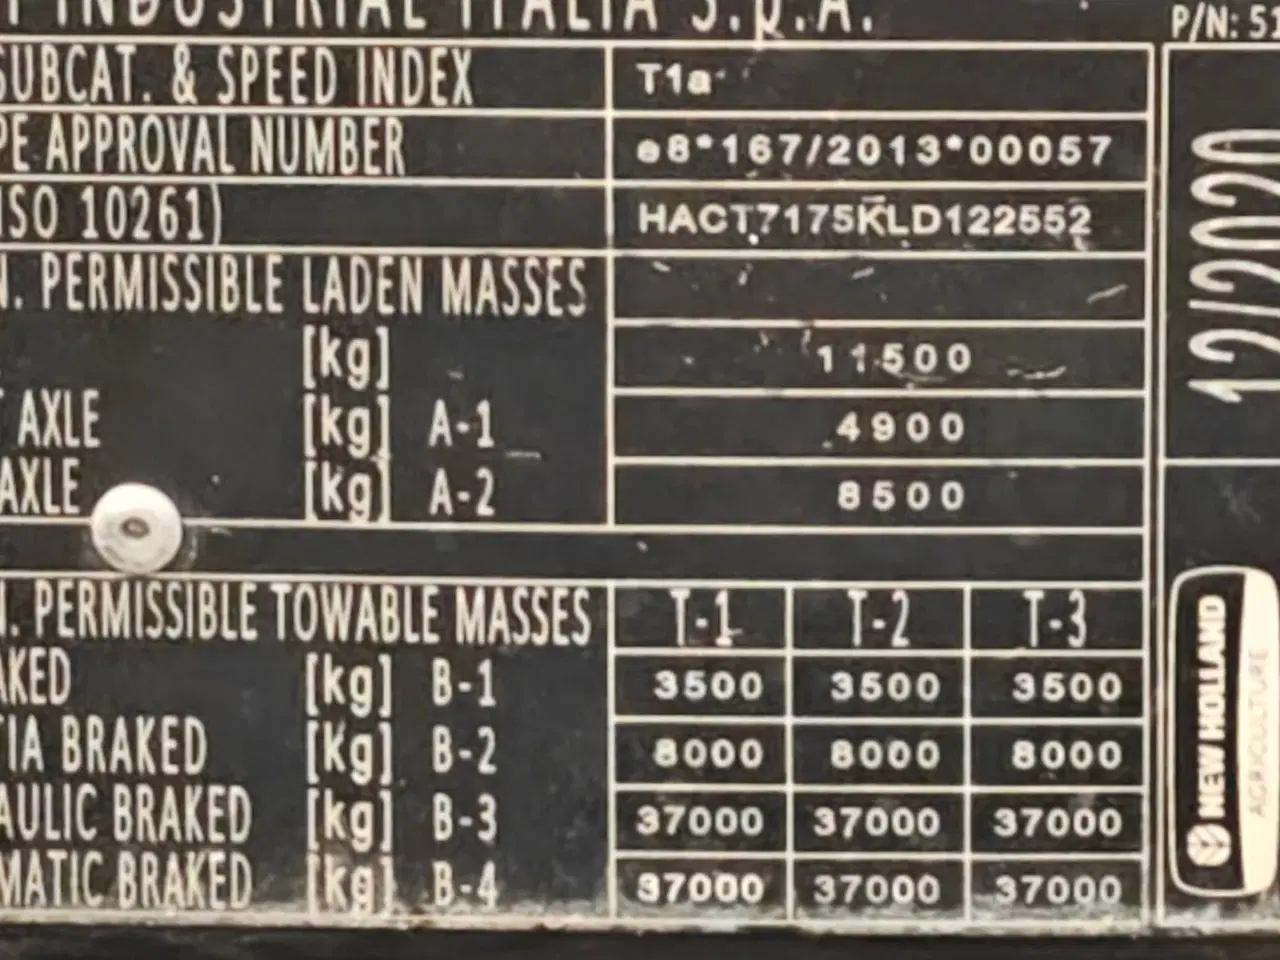 INDUSTRIAL ITALIA S.p.A.
P/N: 51
SUBCAT. & SPEED INDEX T1a
PE APPROVAL NUMBER e8*167/2013*00057
ISO 10261) HACT7175KLD122552
N. PERMISSIBLE LADEN MASSES
[kg] 11500
AXLE [kg] A-1 4900
AXLE [kg] A-2 8500
N. PERMISSIBLE TOWABLE MASSES T-1 T-2 T-3
AKED [kg] B-1 3500 3500 3500
TIA BRAKED [kg] B-2 8000 8000 8000
AULIC BRAKED [kg] B-3 37000 37000 37000
MATIC BRAKED [kg] B-4 37000 37000 37000
12/2020
NEW HOLLAND
AGRICULTURE